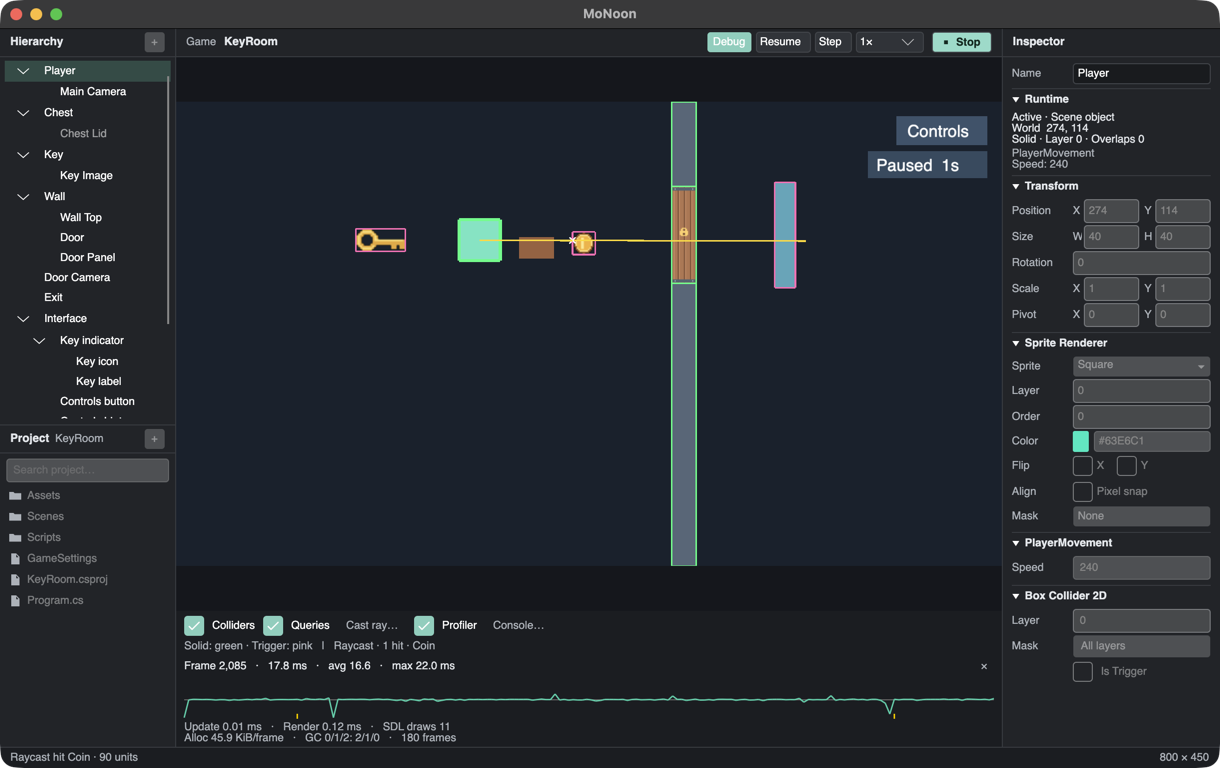 MoNoon
Hierarchy +
Player
Main Camera
Chest
Chest Lid
Key
Key Image
Wall
Wall Top
Door
Door Panel
Door Camera
Exit
Interface
Key indicator
Key icon
Key label
Controls button
Project KeyRoom +
Search project...
Assets
Scenes
Scripts
GameSettings
KeyRoom.csproj
Program.cs
Game KeyRoom
Debug Resume Step 1× Stop
Controls
Paused 1s
Colliders Queries Cast ray... Profiler Console...
Solid: green · Trigger: pink | Raycast · 1 hit · Coin
Frame 2,085 · 17.8 ms · avg 16.6 · max 22.0 ms ×
Update 0.01 ms · Render 0.12 ms · SDL draws 11
Alloc 45.9 KiB/frame · GC 0/1/2: 2/1/0 · 180 frames
Inspector
Name Player
Runtime
Active · Scene object
World 274, 114
Solid · Layer 0 · Overlaps 0
PlayerMovement
Speed: 240
Transform
Position X 274 Y 114
Size W 40 H 40
Rotation 0
Scale X 1 Y 1
Pivot X 0 Y 0
Sprite Renderer
Sprite Square
Layer 0
Order 0
Color #63E6C1
Flip X Y
Align Pixel snap
Mask None
PlayerMovement
Speed 240
Box Collider 2D
Layer 0
Mask All layers
Is Trigger
Raycast hit Coin · 90 units
800 × 450